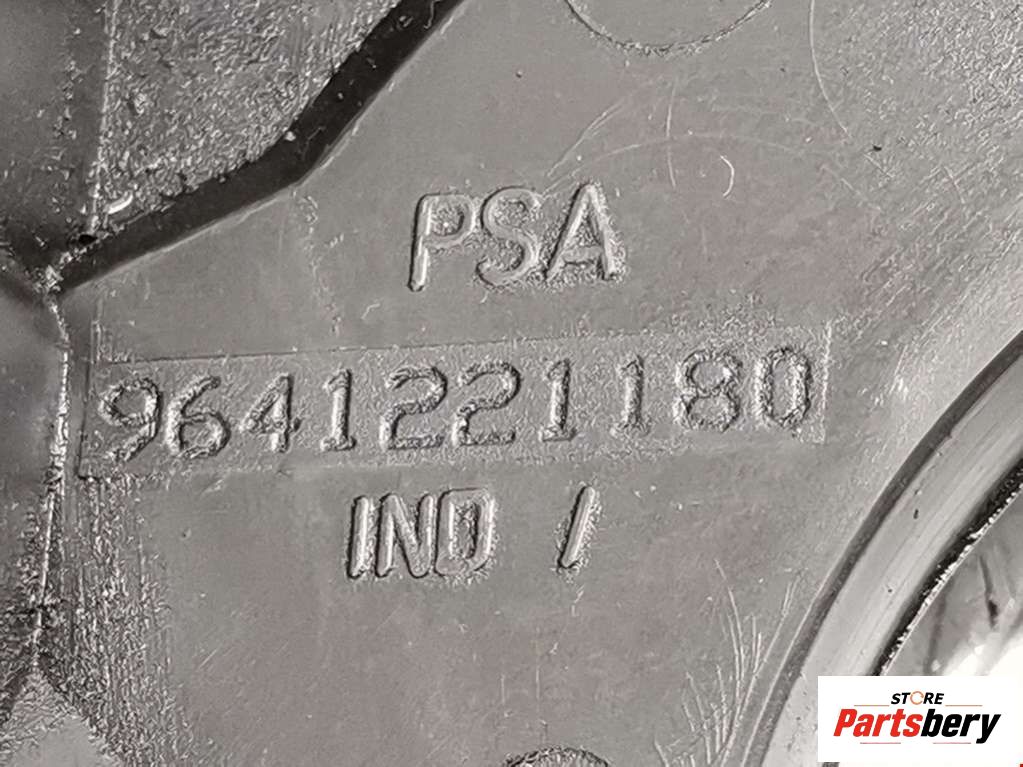 PSA
9641221180
IND /
STORE
Partsbery